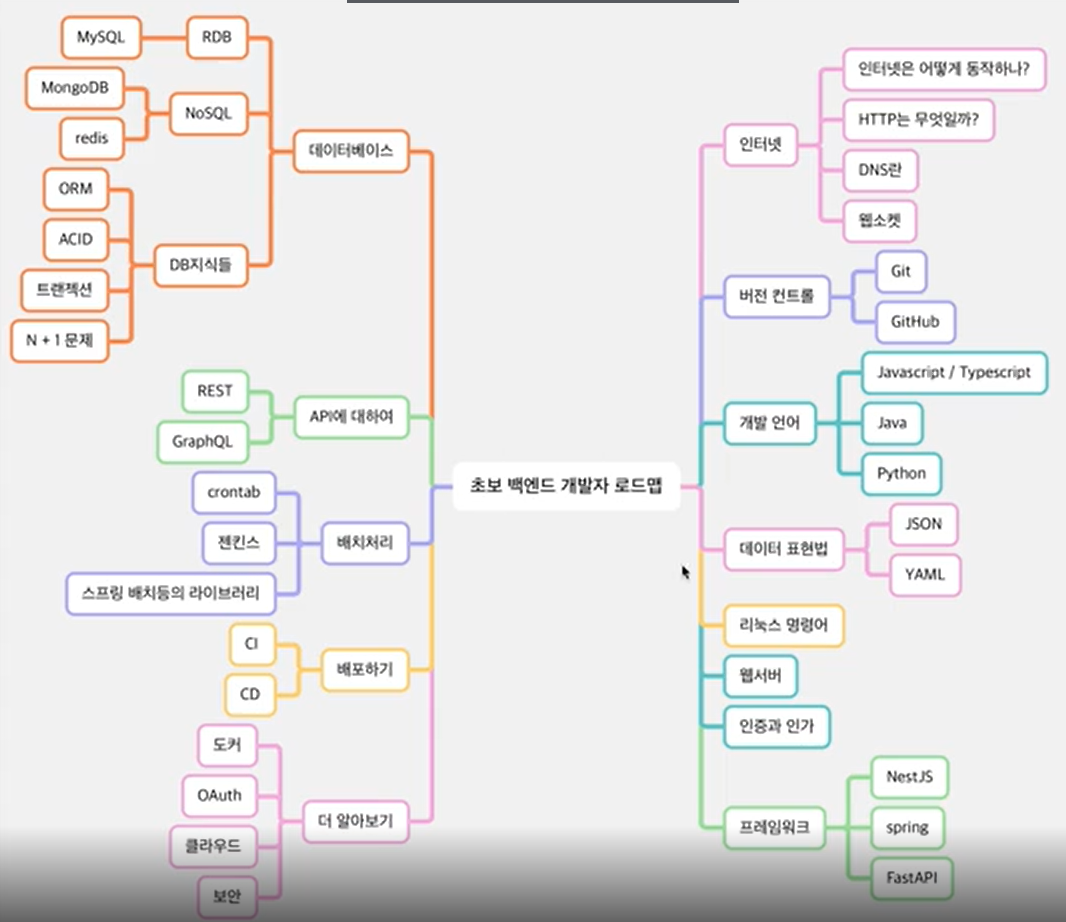 초보 백엔드 개발자 로드맵
인터넷
인터넷은 어떻게 동작하나?
HTTP는 무엇일까?
DNS란
웹소켓
버전 컨트롤
Git
GitHub
개발 언어
Javascript / Typescript
Java
Python
데이터 표현법
JSON
YAML
리눅스 명령어
웹서버
인증과 인가
프레임워크
NestJS
spring
FastAPI
데이터베이스
RDB
MySQL
NoSQL
MongoDB
redis
DB지식들
ORM
ACID
트랜젝션
N + 1 문제
API에 대하여
REST
GraphQL
배치처리
crontab
젠킨스
스프링 배치등의 라이브러리
배포하기
CI
CD
더 알아보기
도커
OAuth
클라우드
보안